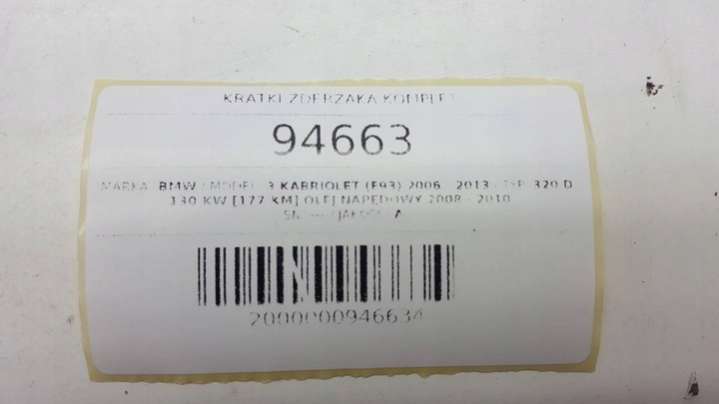 KRATKI ZDERZAKA KOMPLET
94663
MARKA: BMW / MODEL: 3 KABRIOLET (E93) 2006 - 2013 / TYP: 320 D
130 KW [177 KM] OLEJ NAPĘDOWY 2008 - 2010
JAKOŚĆ: A
2000000946634